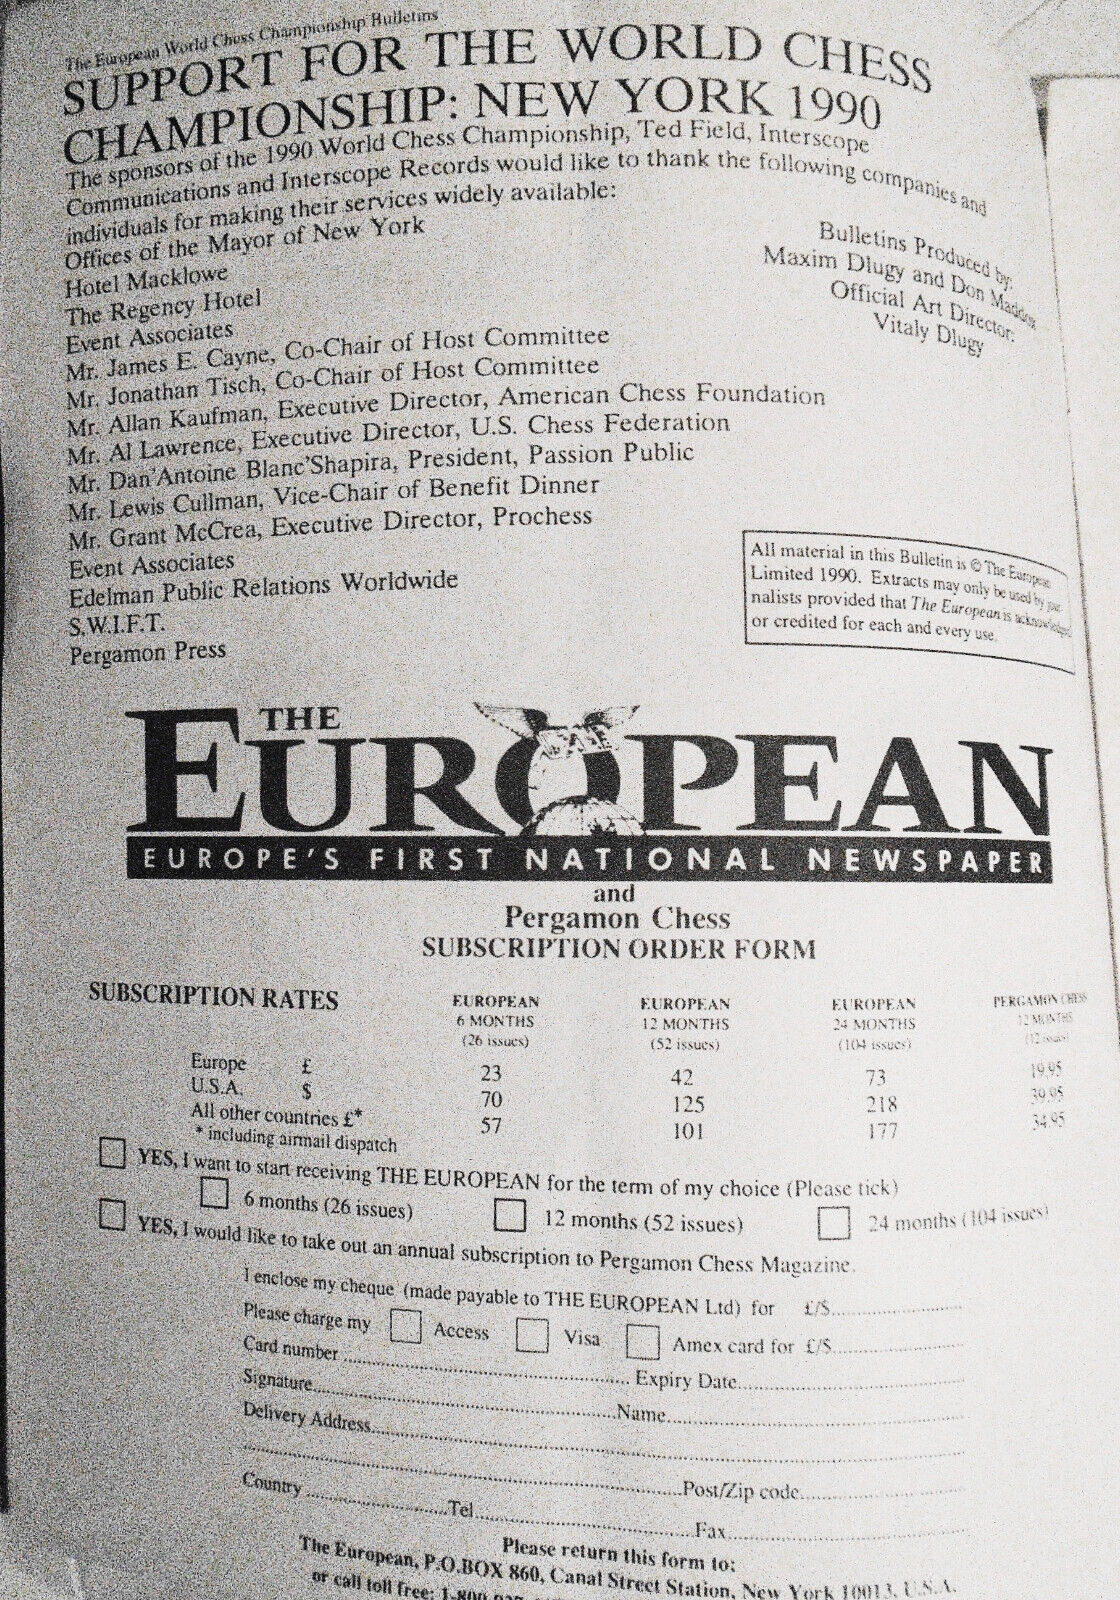 The European World Chess Championship Bulletins
SUPPORT FOR THE WORLD CHESS
CHAMPIONSHIP: NEW YORK 1990
The sponsors of the 1990 World Chess Championship, Ted Field, Interscope
Communications and Interscope Records would like to thank the following companies and
individuals for making their services widely available:
Offices of the Mayor of New York
Hotel Macklowe
The Regency Hotel
Event Associates
Mr. James E. Cayne, Co-Chair of Host Committee
Mr. Jonathan Tisch, Co-Chair of Host Committee
Mr. Allan Kaufman, Executive Director, American Chess Foundation
Mr. Al Lawrence, Executive Director, U.S. Chess Federation
Mr. Dan'Antoine Blanc'Shapira, President, Passion Public
Mr. Lewis Cullman, Vice-Chair of Benefit Dinner
Mr. Grant McCrea, Executive Director, Prochess
Event Associates
Edelman Public Relations Worldwide
S.W.I.F.T.
Pergamon Press
Bulletins Produced by:
Maxim Dlugy and Don Maddox
Official Art Director:
Vitaly Dlugy
All material in this Bulletin is © The European
Limited 1990. Extracts may only be used by jour-
nalists provided that The European is acknowledged
or credited for each and every use.
THE
EUROPEAN
EUROPE'S FIRST NATIONAL NEWSPAPER
and
Pergamon Chess
SUBSCRIPTION ORDER FORM
SUBSCRIPTION RATES EUROPEAN EUROPEAN EUROPEAN PERGAMON CHESS
6 MONTHS 12 MONTHS 24 MONTHS 12 MONTHS
(26 issues) (52 issues) (104 issues) (12 issues)
Europe £ 23 42 73 19.95
U.S.A. $ 70 125 218 39.95
All other countries £* 57 101 177 34.95
* including airmail dispatch
YES, I want to start receiving THE EUROPEAN for the term of my choice (Please tick)
6 months (26 issues) 12 months (52 issues) 24 months (104 issues)
YES, I would like to take out an annual subscription to Pergamon Chess Magazine.
I enclose my cheque (made payable to THE EUROPEAN Ltd) for £/$
Please charge my Access Visa Amex card for £/$
Card number Expiry Date
Signature Name
Delivery Address
Post/Zip code
Country Tel Fax
Please return this form to:
The European, P.O.BOX 860, Canal Street Station, New York 10013, U.S.A.
or call toll free: